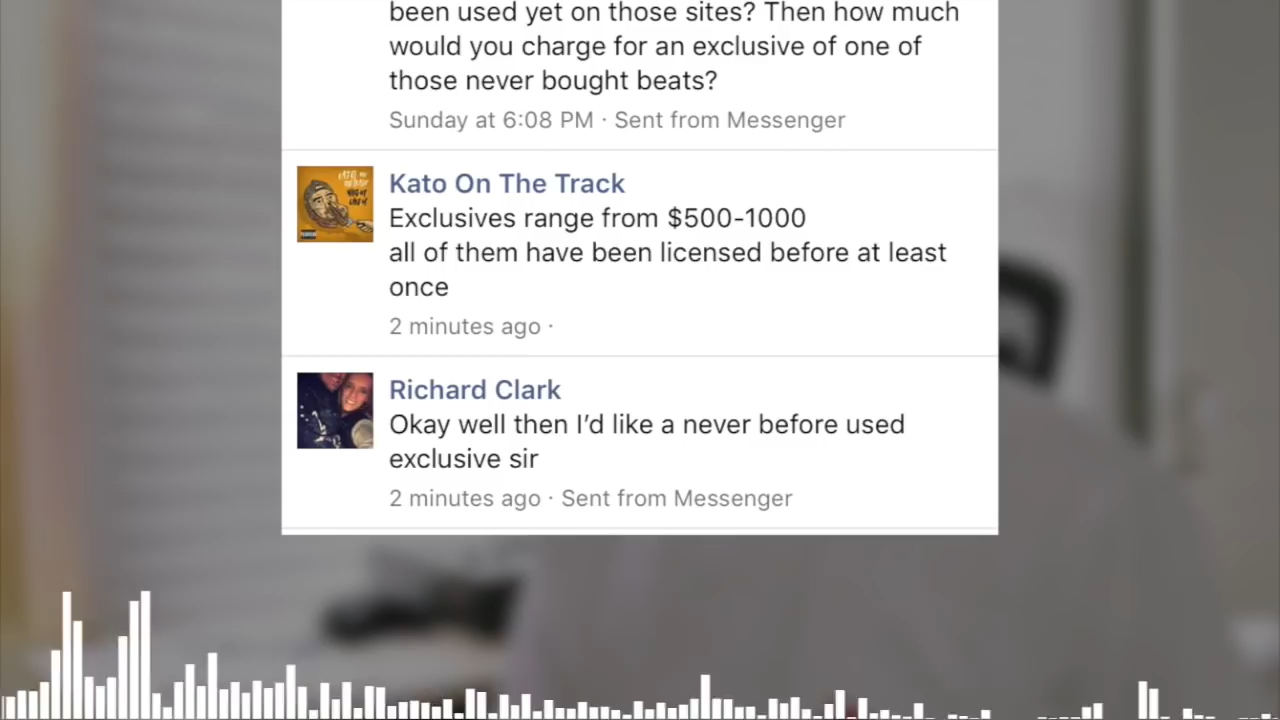 been used yet on those sites? Then how much
would you charge for an exclusive of one of
those never bought beats?
Sunday at 6:08 PM · Sent from Messenger
Kato On The Track
Exclusives range from $500-1000
all of them have been licensed before at least
once
2 minutes ago ·
Richard Clark
Okay well then I’d like a never before used
exclusive sir
2 minutes ago · Sent from Messenger